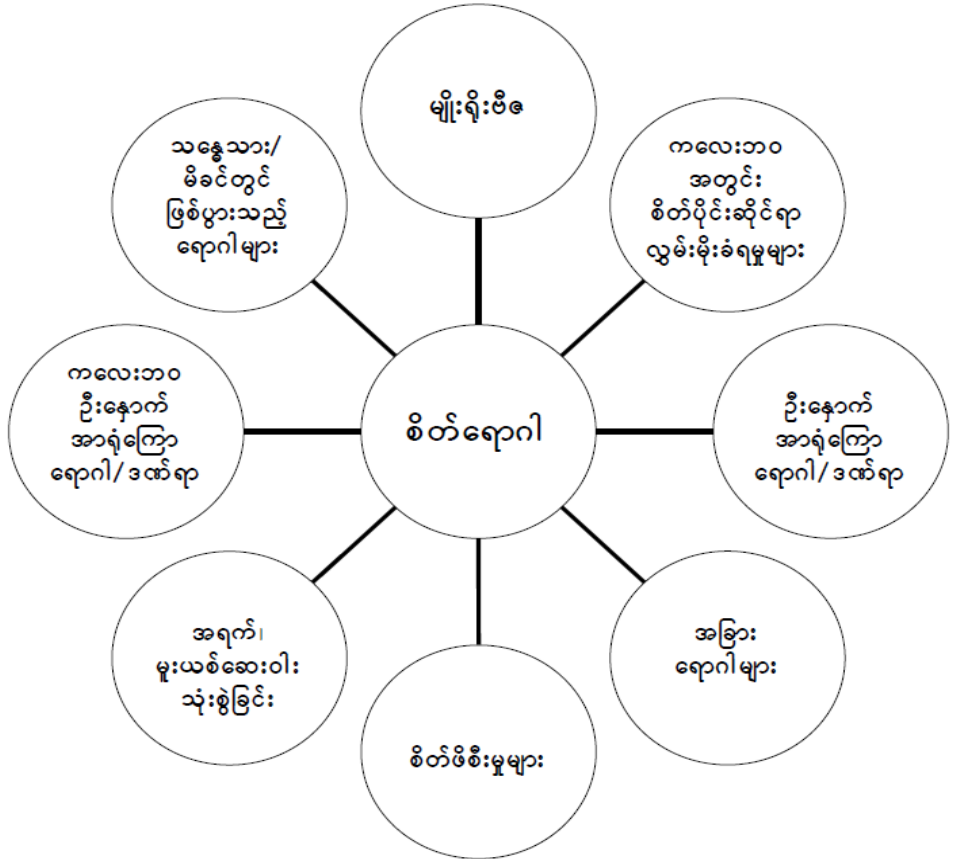 မျိုးရိုးဗီဇ
သန္ဓေသား/
မိခင်တွင်
ဖြစ်ပွားသည့်
ရောဂါများ
ကလေးဘဝ
အတွင်း
စိတ်ပိုင်းဆိုင်ရာ
လွှမ်းမိုးခံရမှုများ
ကလေးဘဝ
ဦးနှောက်
အာရုံကြော
ရောဂါ/ဒဏ်ရာ
စိတ်ရောဂါ
ဦးနှောက်
အာရုံကြော
ရောဂါ/ဒဏ်ရာ
အရက်၊
မူးယစ်ဆေးဝါး
သုံးစွဲခြင်း
အခြား
ရောဂါများ
စိတ်ဖိစီးမှုများ